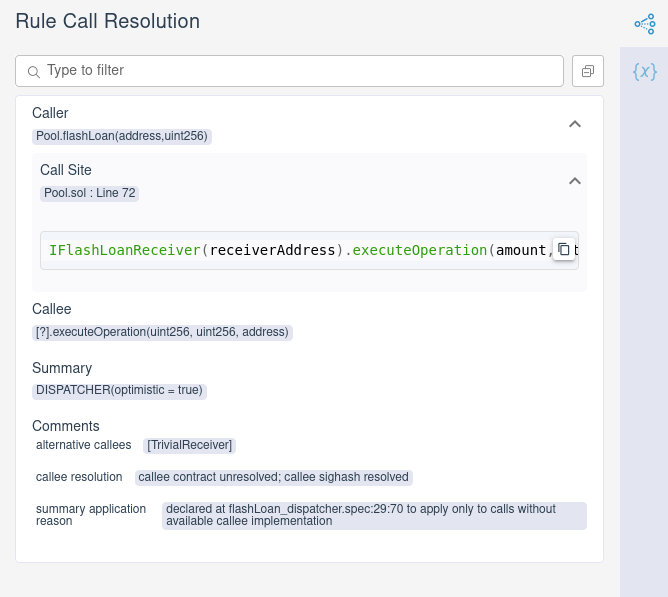 Rule Call Resolution
Type to filter
{x}
Caller
Pool.flashLoan(address,uint256)
Call Site
Pool.sol : Line 72
IFlashLoanReceiver(receiverAddress).executeOperation(amount,
Callee
[?].executeOperation(uint256, uint256, address)
Summary
DISPATCHER(optimistic = true)
Comments
alternative callees [TrivialReceiver]
callee resolution callee contract unresolved; callee sighash resolved
summary application reason
declared at flashLoan_dispatcher.spec:29:70 to apply only to calls without
available callee implementation